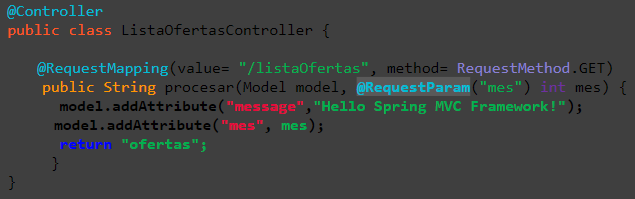 @Controller
public class ListaOfertasController {
@RequestMapping(value= "/listaOfertas", method= RequestMethod.GET)
public String procesar(Model model, @RequestParam("mes") int mes) {
model.addAttribute("message","Hello Spring MVC Framework!");
model.addAttribute("mes", mes);
return "ofertas";
}
}